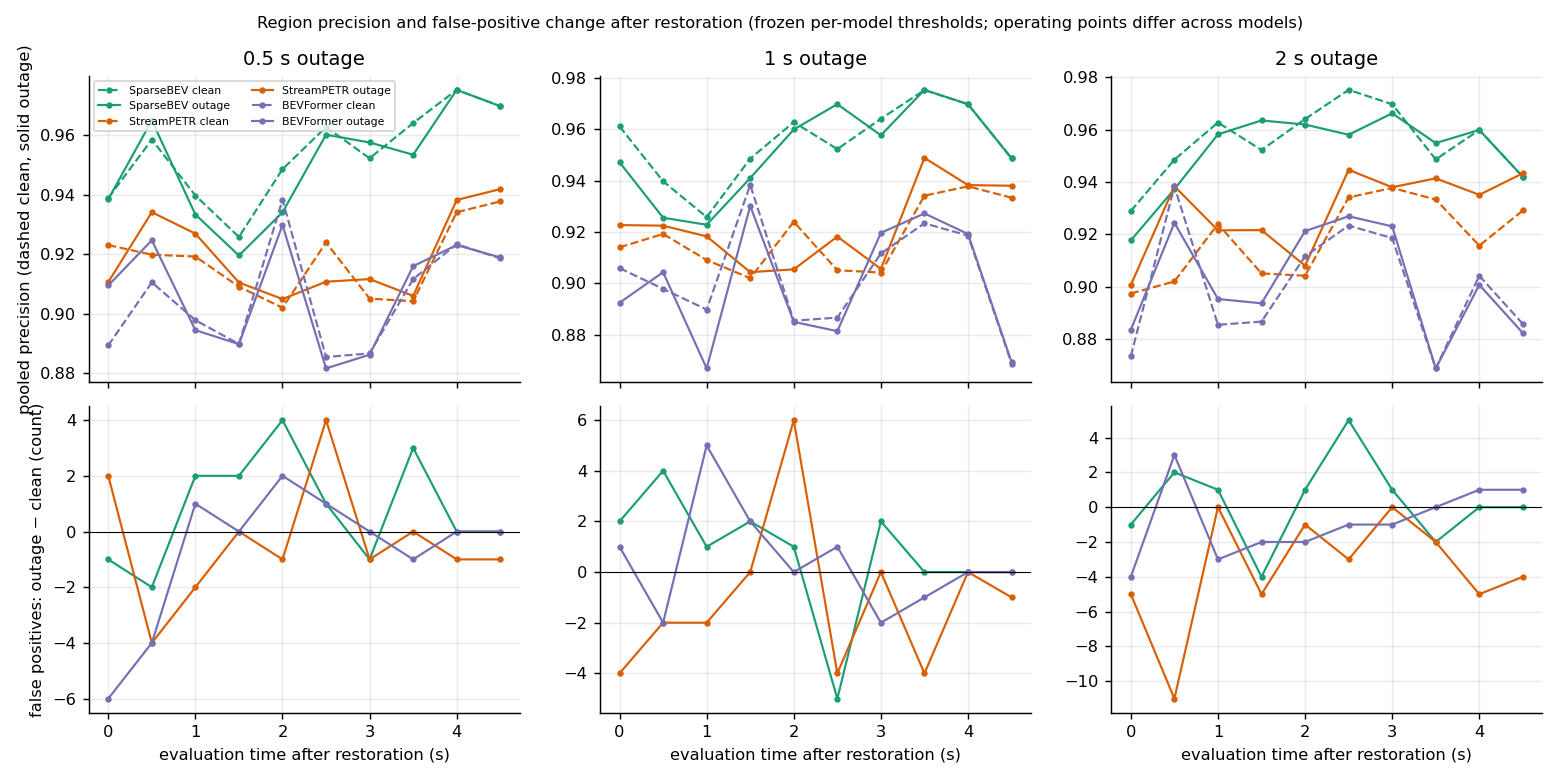 Region precision and false-positive change after restoration (frozen per-model thresholds; operating points differ across models)
0.5 s outage
1 s outage
2 s outage
pooled precision (dashed clean, solid outage)
SparseBEV clean
SparseBEV outage
StreamPETR clean
StreamPETR outage
BEVFormer clean
BEVFormer outage
0.96
0.94
0.92
0.90
0.88
0.98
0.96
0.94
0.92
0.90
0.88
0.98
0.96
0.94
0.92
0.90
0.88
false positives: outage − clean (count)
4
2
0
−2
−4
−6
6
4
2
0
−2
−4
4
2
0
−2
−4
−6
−8
−10
0 1 2 3 4
0 1 2 3 4
0 1 2 3 4
evaluation time after restoration (s)
evaluation time after restoration (s)
evaluation time after restoration (s)